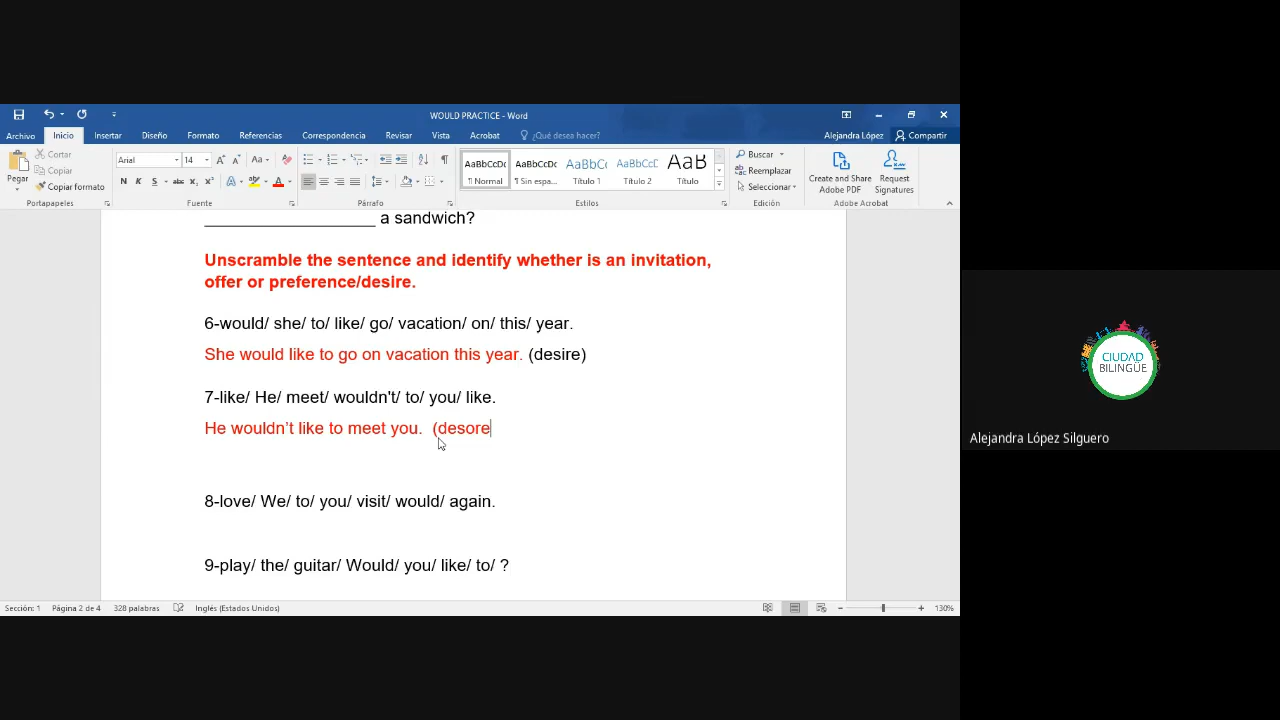 WOULD PRACTICE - Word
Archivo Inicio Insertar Diseño Formato Referencias Correspondencia Revisar Vista Acrobat ¿Qué desea hacer? Alejandra López Compartir
Pegar
Cortar
Copiar
Copiar formato
Portapapeles
Arial 14
Fuente
Párrafo
AaBbCcDc AaBbCcDc AaBbCc AaBbCcD AaB
¶ Normal ¶ Sin espa... Título 1 Título 2 Título
Estilos
Buscar
Reemplazar
Seleccionar
Edición
Create and Share Adobe PDF
Request Signatures
Adobe Acrobat
__________________ a sandwich?
Unscramble the sentence and identify whether is an invitation,
offer or preference/desire.
6-would/ she/ to/ like/ go/ vacation/ on/ this/ year.
She would like to go on vacation this year. (desire)
7-like/ He/ meet/ wouldn't/ to/ you/ like.
He wouldn’t like to meet you.  (desore
8-love/ We/ to/ you/ visit/ would/ again.
9-play/ the/ guitar/ Would/ you/ like/ to/ ?
Sección: 1 Página 2 de 4 328 palabras Inglés (Estados Unidos) 130%
CIUDAD
BILINGÜE
Alejandra López Silguero